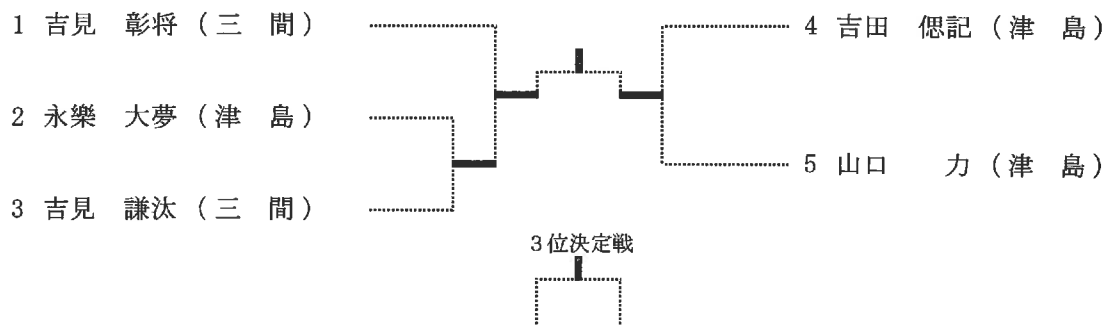 1 吉見 彰将 (三 間)
2 永樂 大夢 (津 島)
3 吉見 謙汰 (三 間)
4 吉田 偲記 (津 島)
5 山口 力 (津 島)
3位決定戦